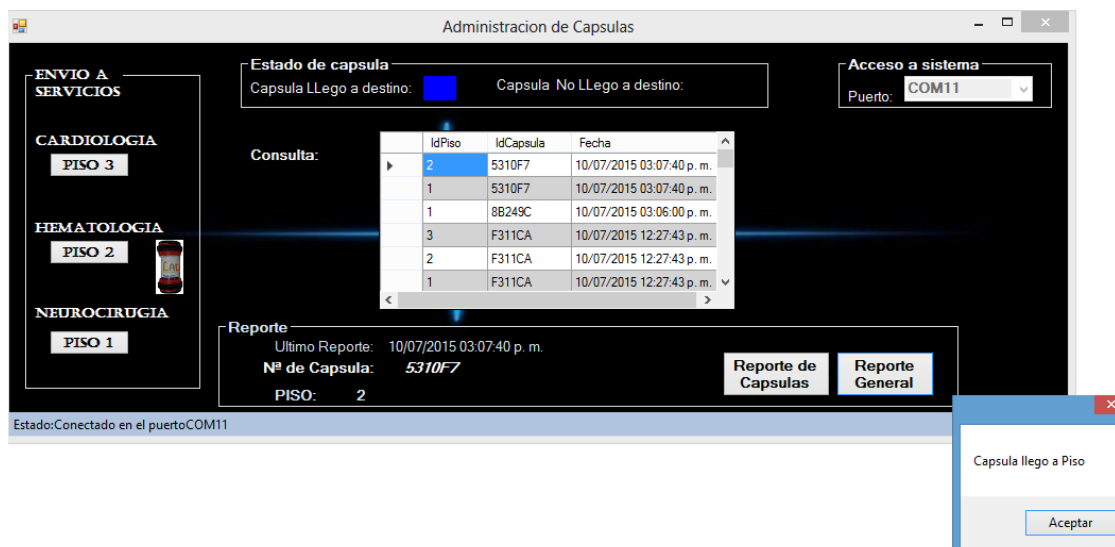 Administracion de Capsulas
ENVIO A
SERVICIOS
CARDIOLOGIA
PISO 3
HEMATOLOGIA
PISO 2
NEUROCIRUGIA
PISO 1
Estado de capsula
Capsula LLego a destino:
Capsula No LLego a destino:
Acceso a sistema
Puerto: COM11
Consulta:
IdPiso IdCapsula Fecha
2 5310F7 10/07/2015 03:07:40 p. m.
1 5310F7 10/07/2015 03:07:40 p. m.
1 8B249C 10/07/2015 03:06:00 p. m.
3 F311CA 10/07/2015 12:27:43 p. m.
2 F311CA 10/07/2015 12:27:43 p. m.
1 F311CA 10/07/2015 12:27:43 p. m.
Reporte
Ultimo Reporte: 10/07/2015 03:07:40 p. m.
Nª de Capsula: 5310F7
PISO: 2
Reporte de
Capsulas
Reporte
General
Estado:Conectado en el puertoCOM11
Capsula llego a Piso
Aceptar